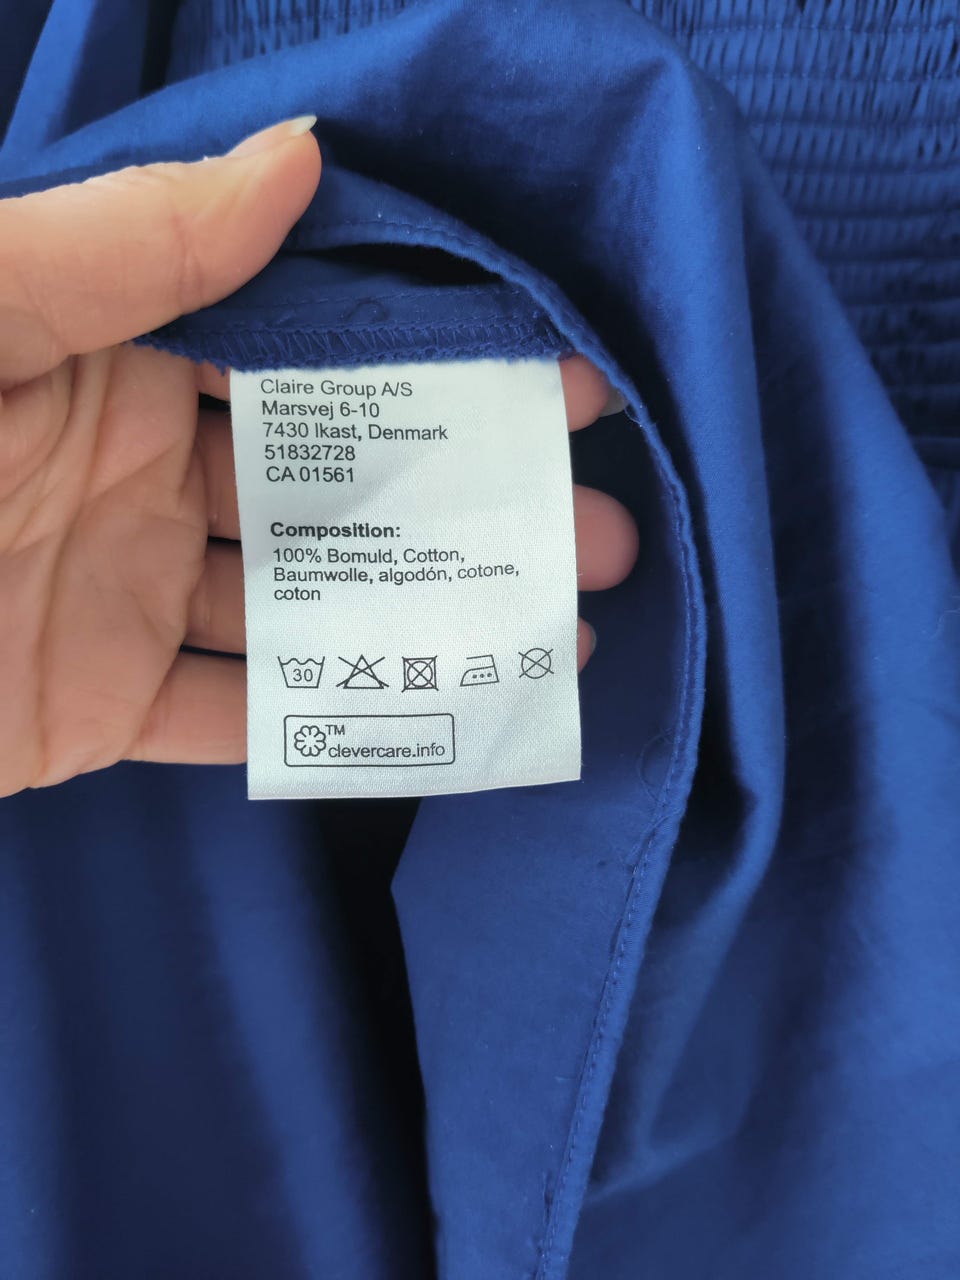 Claire Group A/S
Marsvej 6-10
7430 Ikast, Denmark
51832728
CA 01561
Composition:
100% Bomuld, Cotton,
Baumwolle, algodón, cotone,
coton
30
TM
clevercare.info